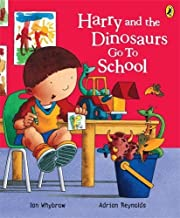 Harry and the
Dinosaurs
Go To
School
Ian Whybrow
Adrian Reynolds